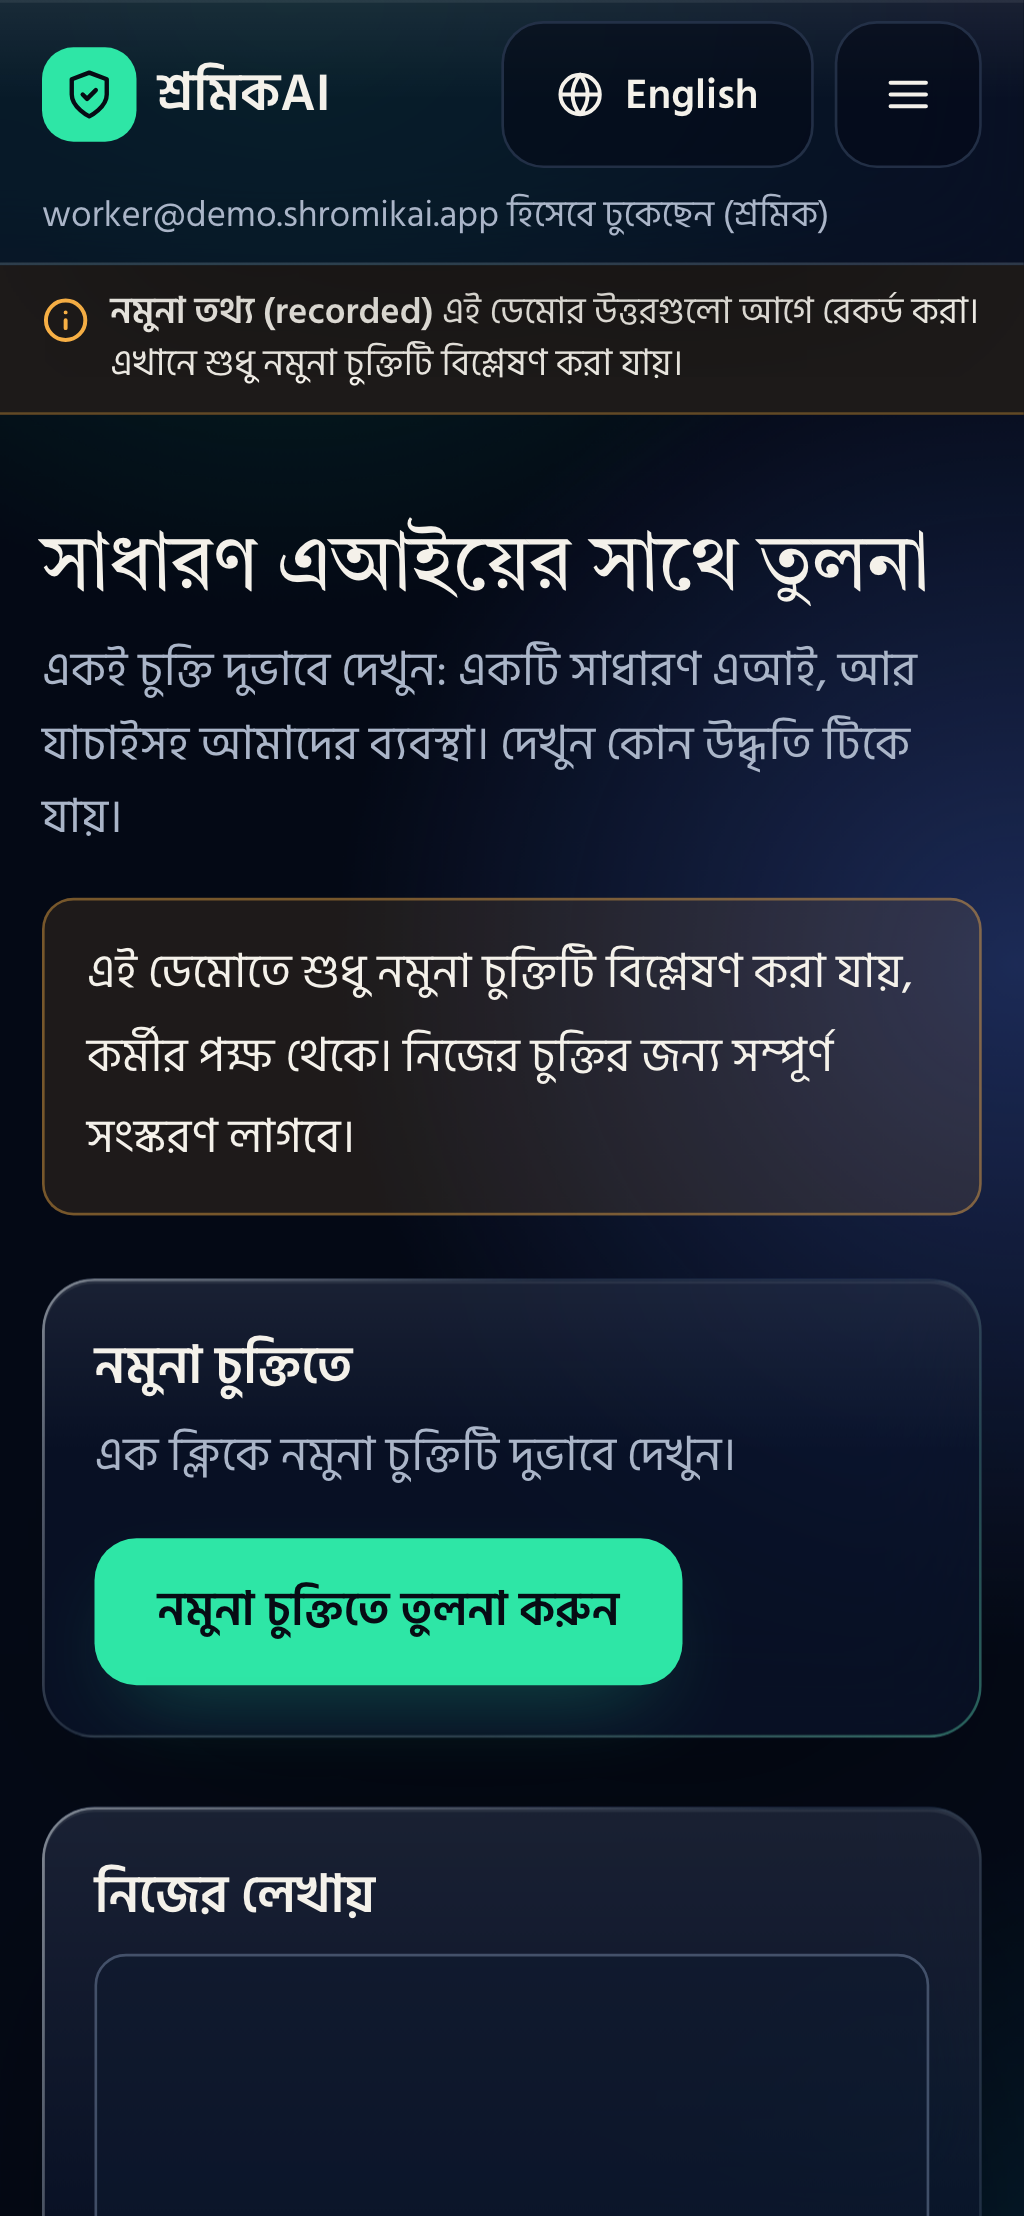 শ্রমিকAI
English
worker@demo.shromikai.app হিসেবে ঢুকেছেন (শ্রমিক)
নমুনা তথ্য (recorded) এই ডেমোর উত্তরগুলো আগে রেকর্ড করা।
এখানে শুধু নমুনা চুক্তিটি বিশ্লেষণ করা যায়।
সাধারণ এআইয়ের সাথে তুলনা
একই চুক্তি দুভাবে দেখুন: একটি সাধারণ এআই, আর
যাচাইসহ আমাদের ব্যবস্থা। দেখুন কোন উদ্ধৃতি টিকে
যায়।
এই ডেমোতে শুধু নমুনা চুক্তিটি বিশ্লেষণ করা যায়,
কর্মীর পক্ষ থেকে। নিজের চুক্তির জন্য সম্পূর্ণ
সংস্করণ লাগবে।
নমুনা চুক্তিতে
এক ক্লিকে নমুনা চুক্তিটি দুভাবে দেখুন।
নমুনা চুক্তিতে তুলনা করুন
নিজের লেখায়